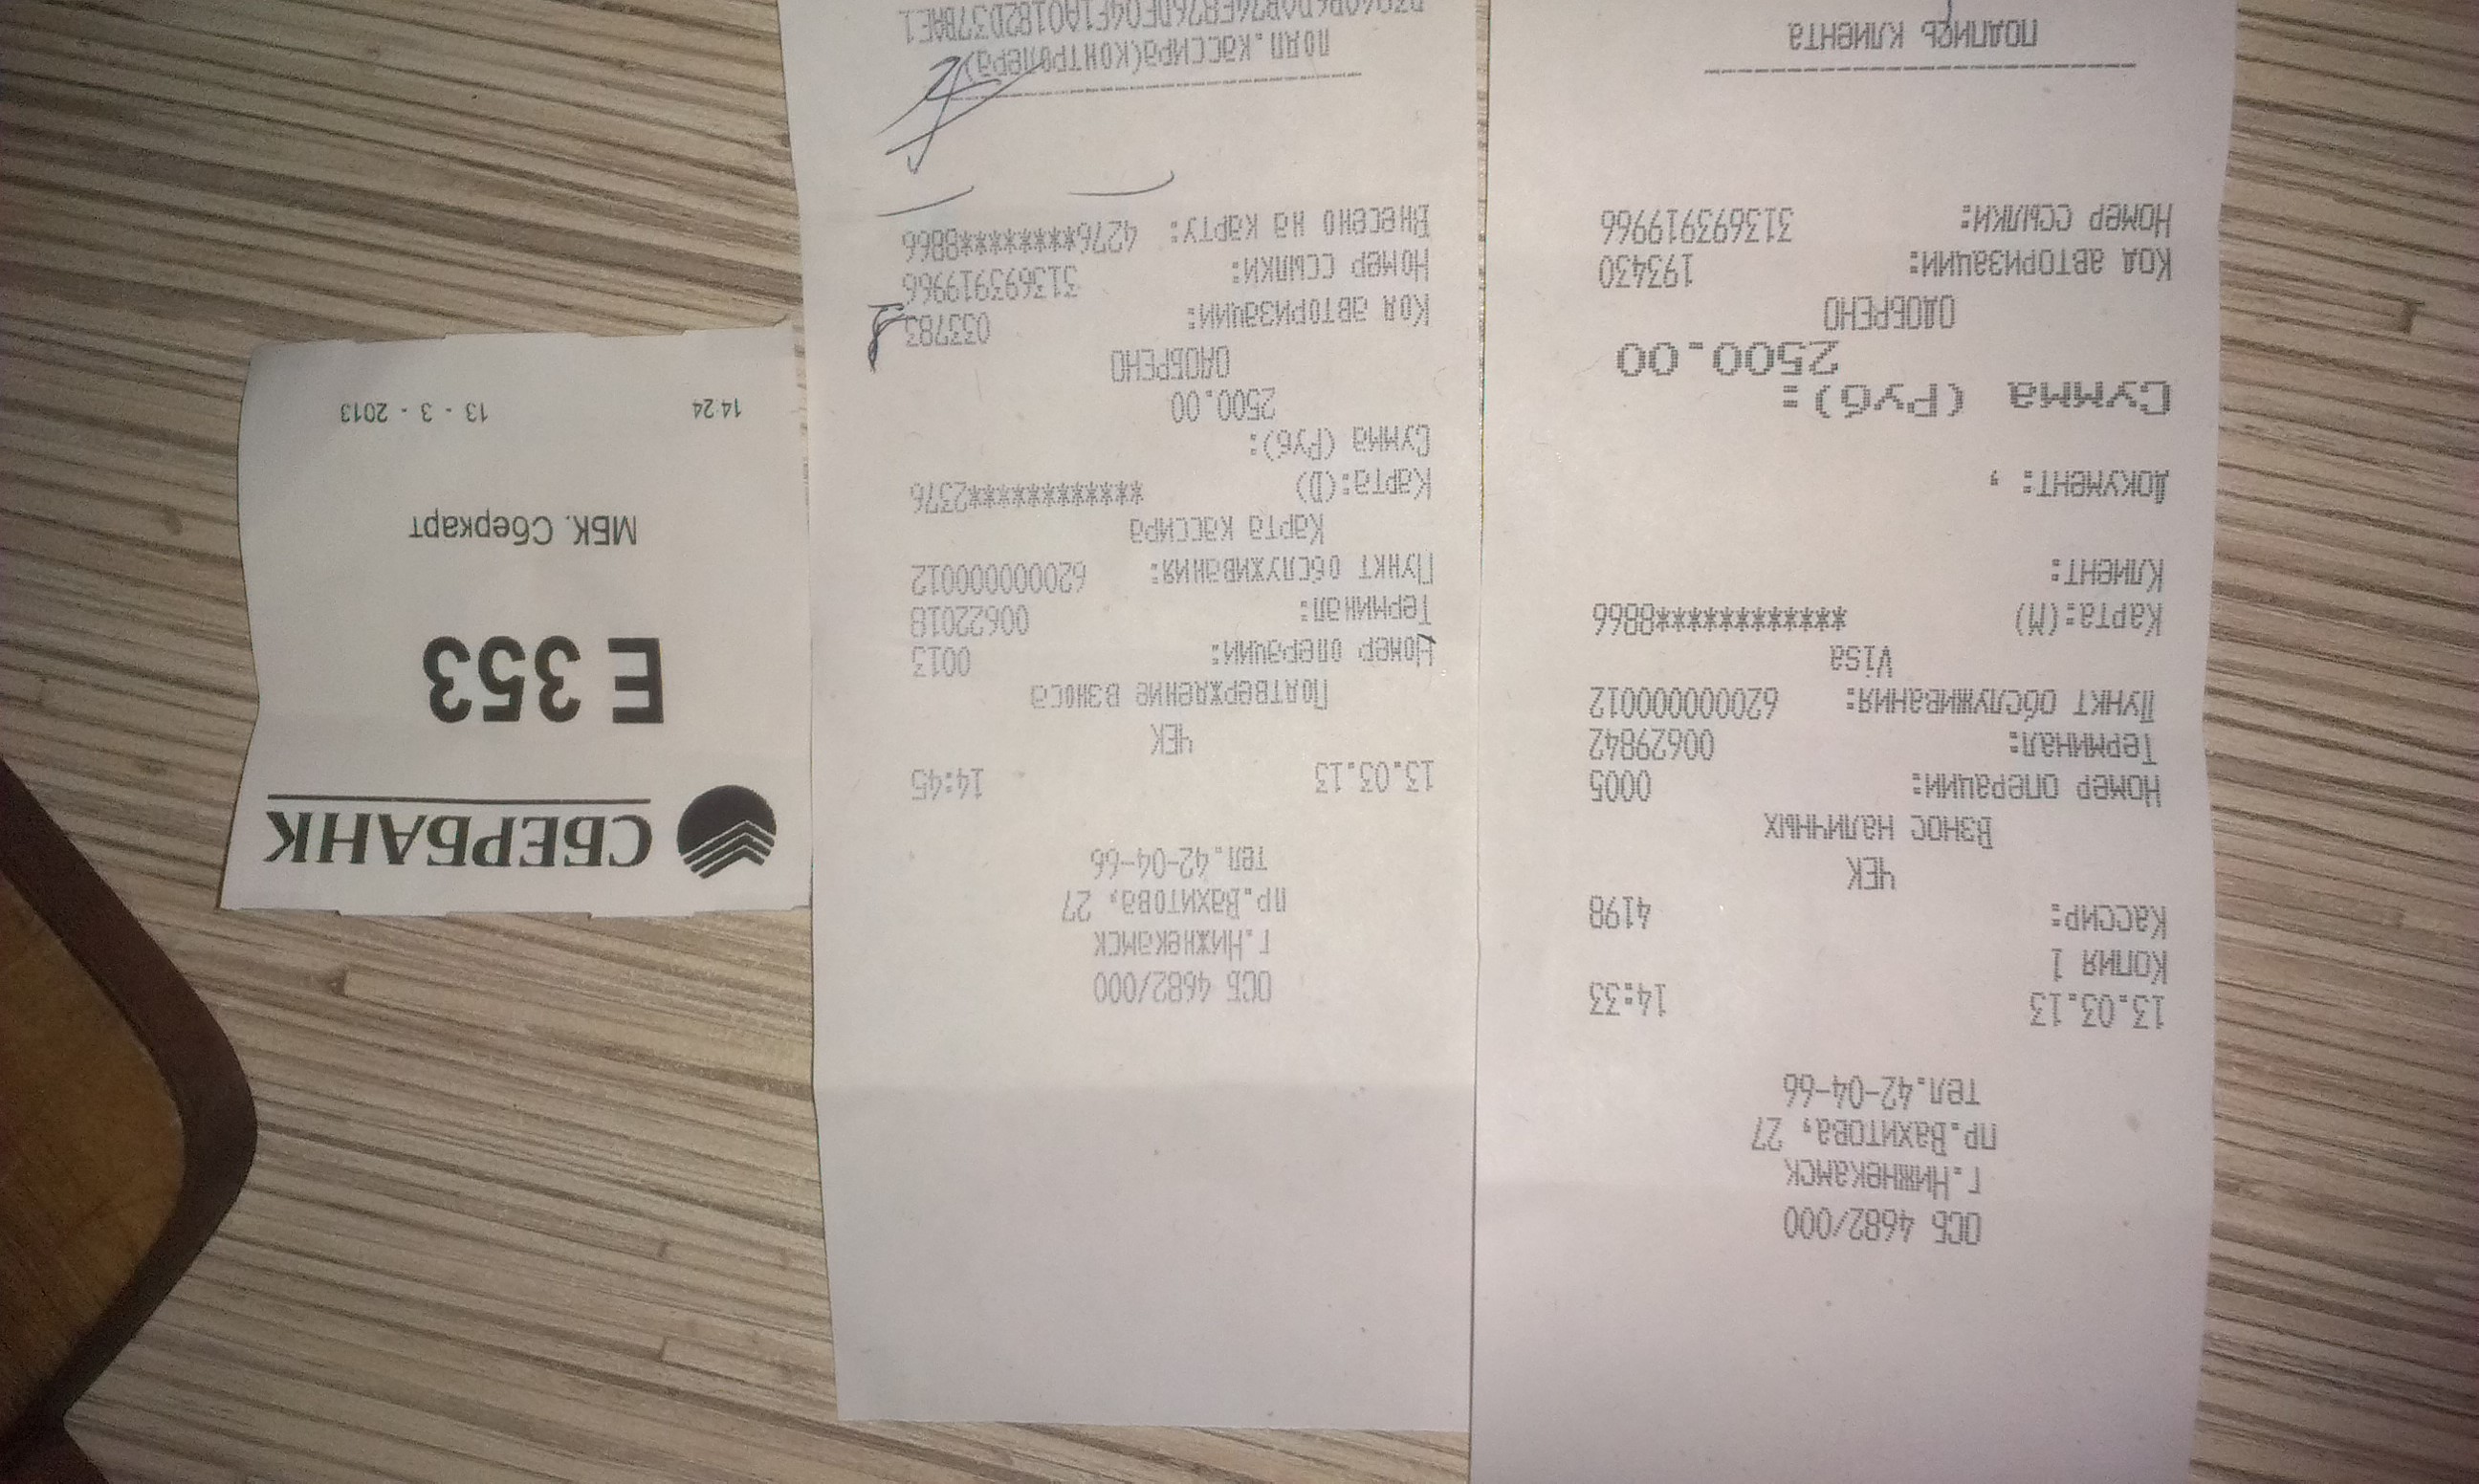 ОСБ 4682/000
г.Нижнекамск
пр.Вахитова, 27
тел.42-04-66
13.03.13 14:33
Копия 1
Кассир: 4198
ЧЕК
Взнос наличных
Номер операции: 0005
Терминал: 00629842
Пункт обслуживания: 620000000012
Visa
Карта:(M) ************8866
Клиент:
Документ: ,
Сумма (Руб):
2500.00
ОДОБРЕНО
Код авторизации: 193430
Номер ссылки: 313693919966
подпись клиента
ОСБ 4682/000
г.Нижнекамск
пр.Вахитова, 27
тел.42-04-66
13.03.13 14:45
ЧЕК
Подтверждение взноса
Номер операции: 0013
Терминал: 00622018
Пункт обслуживания: 620000000012
Карта кассира
Карта:(D) ************2376
Сумма (Руб):
2500.00
ОДОБРЕНО
Код авторизации: 033783
Номер ссылки: 313693919966
Внесено на карту: 4276********8866
подп.кассира(контролера)
СБЕРБАНК
E 353
МБК. Сберкарт
14:24 13 - 3 - 2013